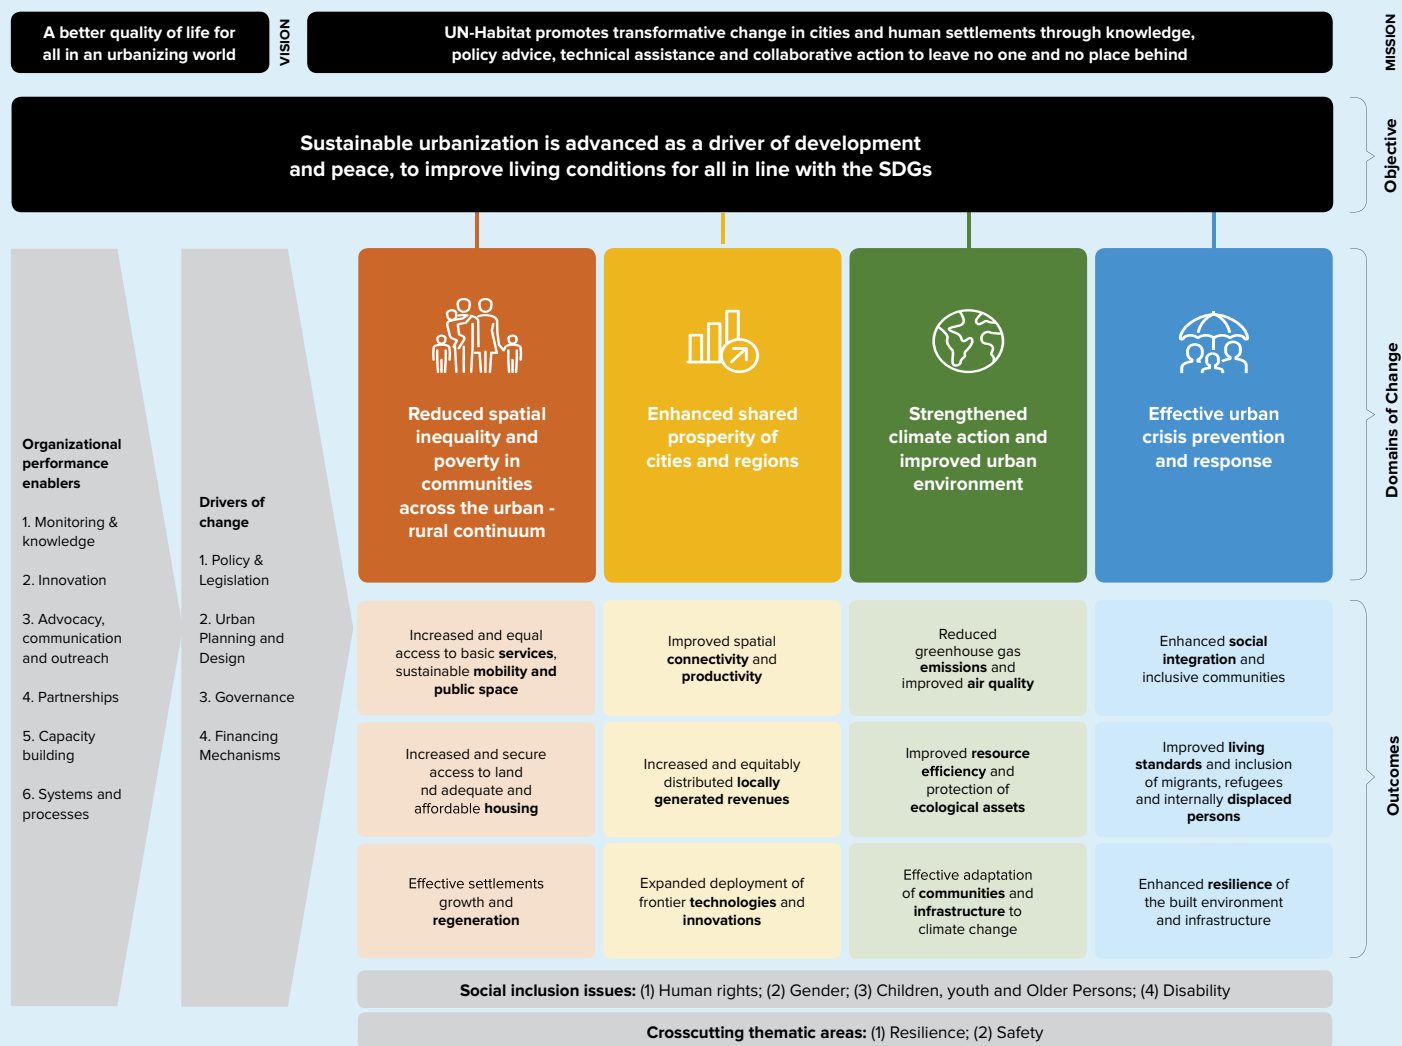 A better quality of life for
all in an urbanizing world
VISION
UN-Habitat promotes transformative change in cities and human settlements through knowledge,
policy advice, technical assistance and collaborative action to leave no one and no place behind
MISSION
Sustainable urbanization is advanced as a driver of development
and peace, to improve living conditions for all in line with the SDGs
Objective
Organizational
performance
enablers
1. Monitoring &
knowledge
2. Innovation
3. Advocacy,
communication
and outreach
4. Partnerships
5. Capacity
building
6. Systems and
processes
Drivers of
change
1. Policy &
Legislation
2. Urban
Planning and
Design
3. Governance
4. Financing
Mechanisms
Reduced spatial
inequality and
poverty in
communities
across the urban -
rural continuum
Enhanced shared
prosperity of
cities and regions
Strengthened
climate action and
improved urban
environment
Effective urban
crisis prevention
and response
Domains of Change
Increased and equal
access to basic services,
sustainable mobility and
public space
Improved spatial
connectivity and
productivity
Reduced
greenhouse gas
emissions and
improved air quality
Enhanced social
integration and
inclusive communities
Increased and secure
access to land
nd adequate and
affordable housing
Increased and equitably
distributed locally
generated revenues
Improved resource
efficiency and
protection of
ecological assets
Improved living
standards and inclusion
of migrants, refugees
and internally displaced
persons
Effective settlements
growth and
regeneration
Expanded deployment of
frontier technologies and
innovations
Effective adaptation
of communities and
infrastructure to
climate change
Enhanced resilience of
the built environment
and infrastructure
Outcomes
Social inclusion issues: (1) Human rights; (2) Gender; (3) Children, youth and Older Persons; (4) Disability
Crosscutting thematic areas: (1) Resilience; (2) Safety